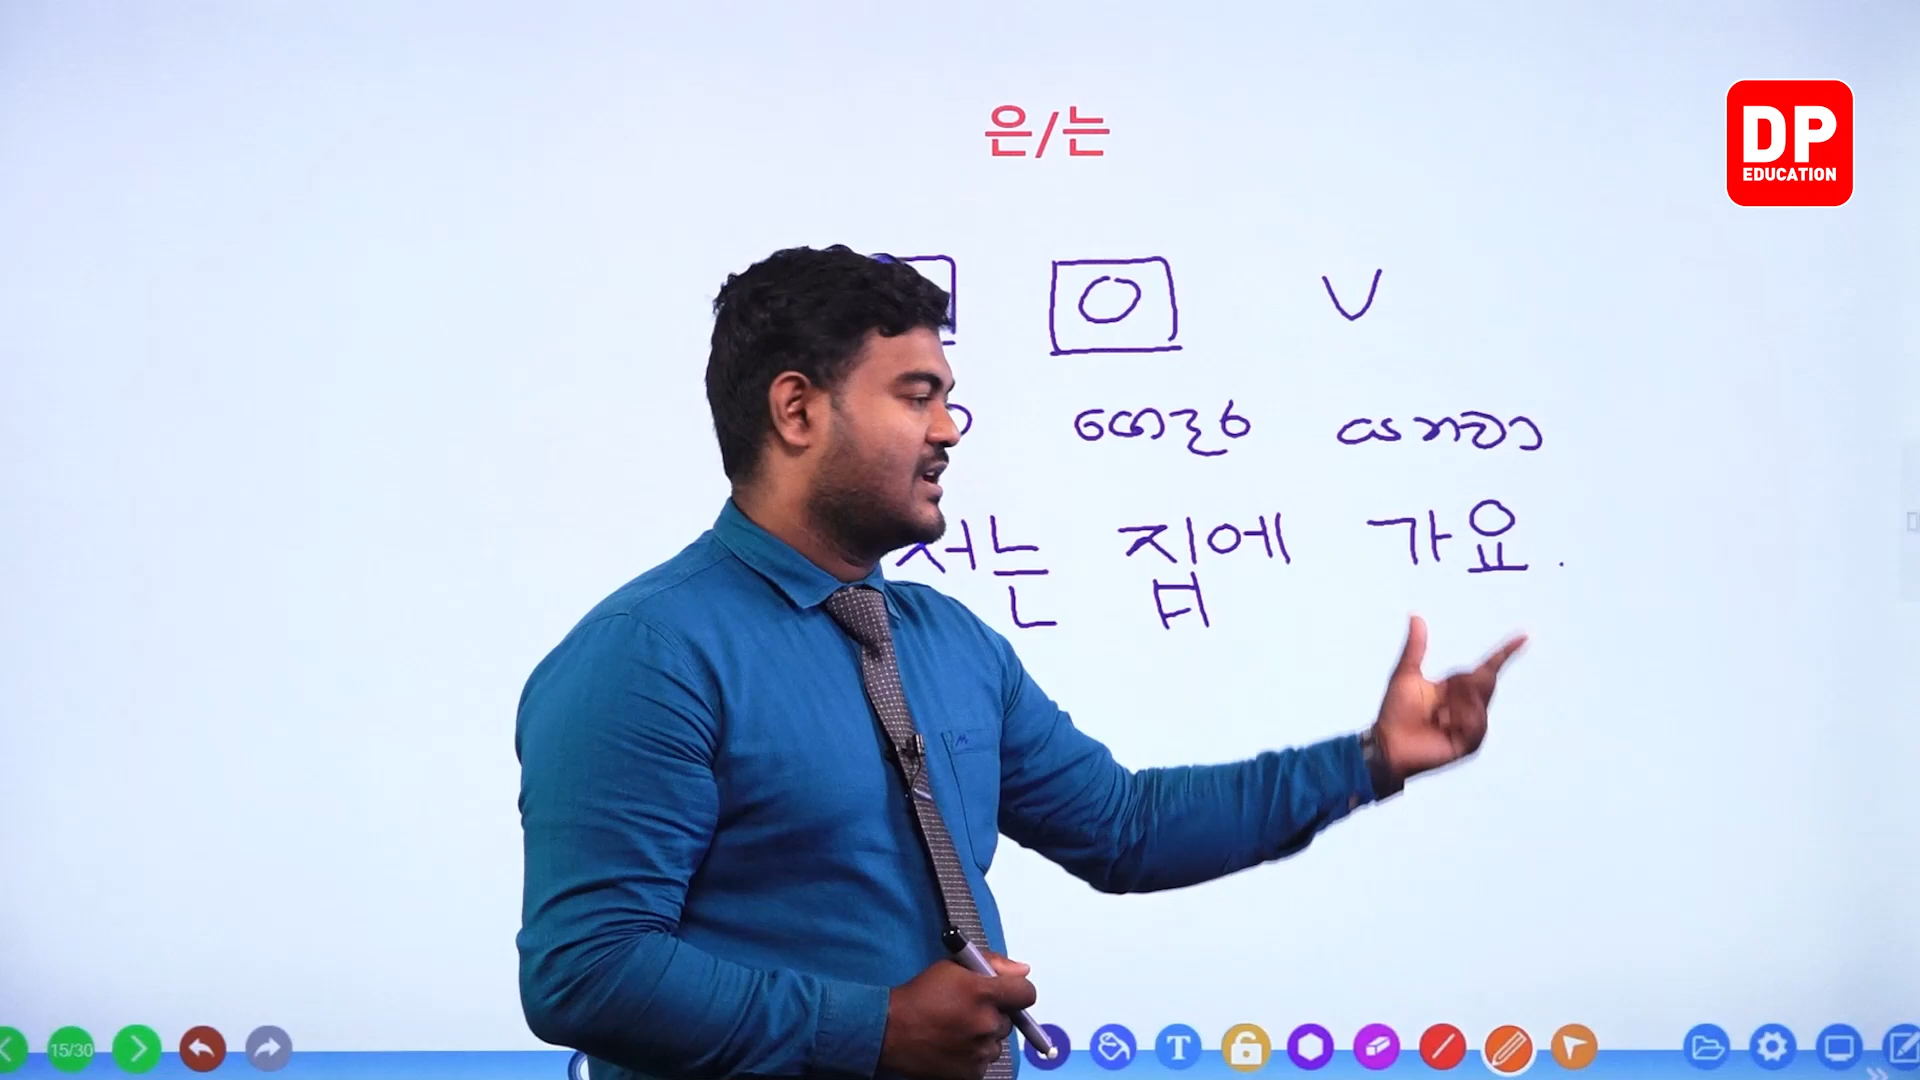 은/는
DP
EDUCATION
O V
ගෙදර යනවා
저는 집에 가요.
15/30
T